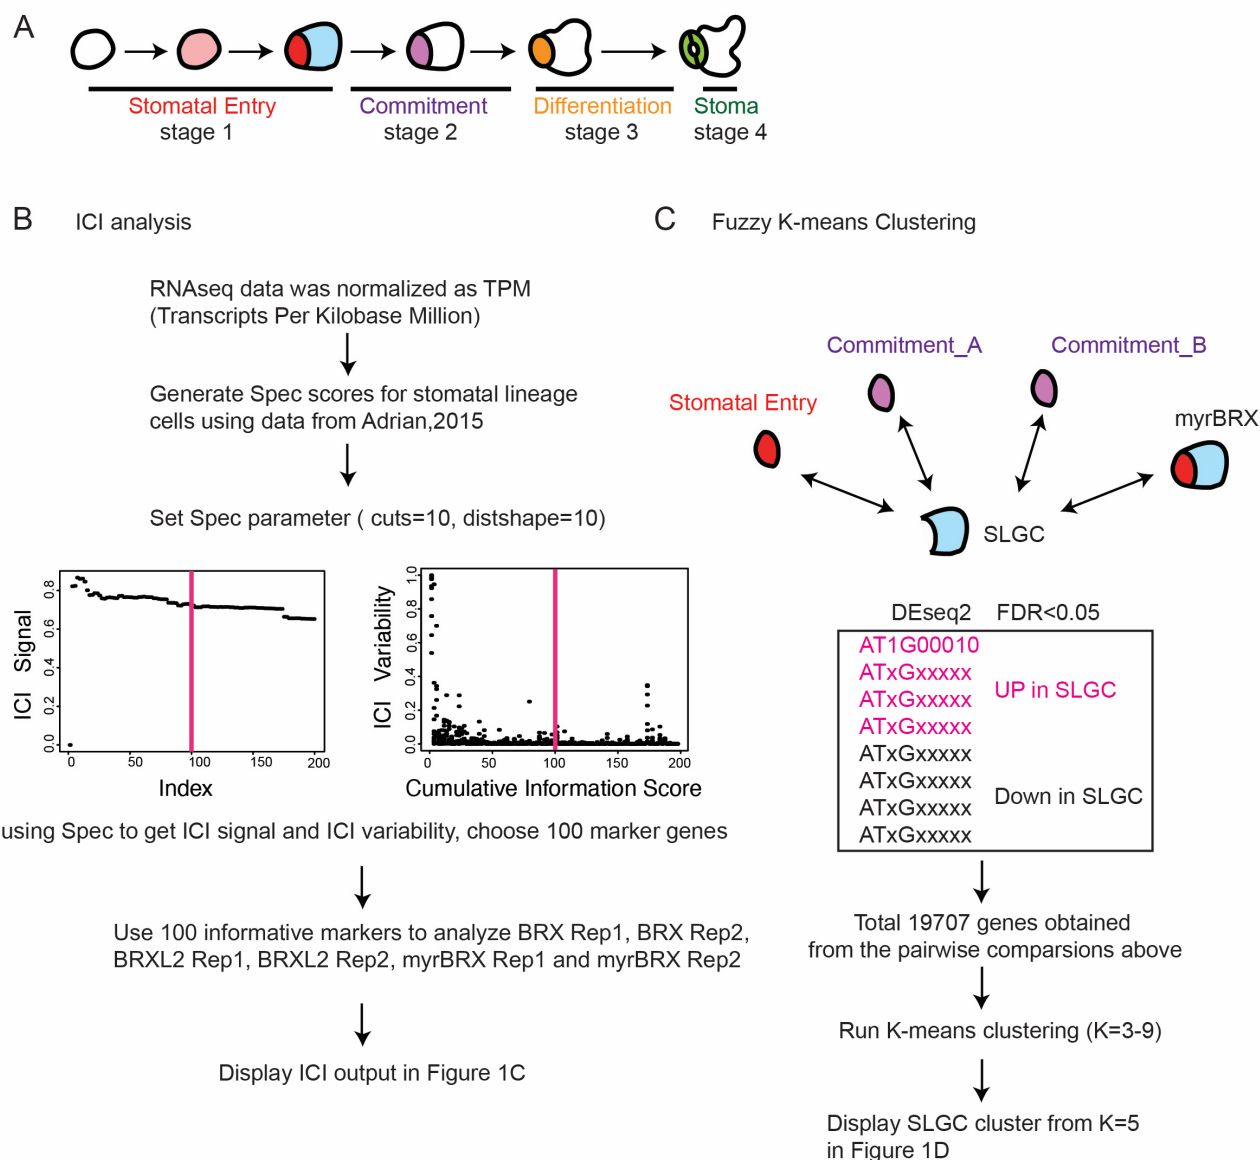 A
Stomatal Entry
stage 1
Commitment
stage 2
Differentiation
stage 3
Stoma
stage 4
B ICI analysis
RNAseq data was normalized as TPM
(Transcripts Per Kilobase Million)
Generate Spec scores for stomatal lineage
cells using data from Adrian,2015
Set Spec parameter ( cuts=10, distshape=10)
ICI Signal
0.0
0.2
0.4
0.6
0.8
0
50
100
150
200
Index
ICI Variability
0.0
0.2
0.4
0.6
0.8
1.0
0
50
100
150
200
Cumulative Information Score
using Spec to get ICI signal and ICI variability, choose 100 marker genes
Use 100 informative markers to analyze BRX Rep1, BRX Rep2,
BRXL2 Rep1, BRXL2 Rep2, myrBRX Rep1 and myrBRX Rep2
Display ICI output in Figure 1C
C Fuzzy K-means Clustering
Commitment_A
Commitment_B
Stomatal Entry
myrBRX
SLGC
DEseq2 FDR<0.05
AT1G00010
ATxGxxxxx
ATxGxxxxx
ATxGxxxxx
UP in SLGC
ATxGxxxxx
ATxGxxxxx
ATxGxxxxx
ATxGxxxxx
Down in SLGC
Total 19707 genes obtained
from the pairwise comparsions above
Run K-means clustering (K=3-9)
Display SLGC cluster from K=5
in Figure 1D